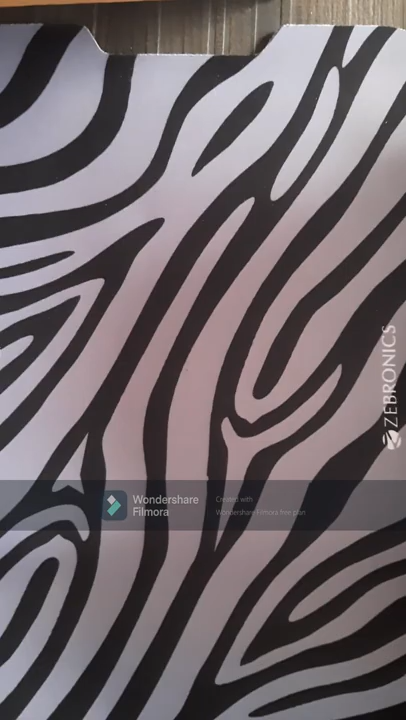 ZEBRONICS
Wondershare
Filmora
Created with
Wondershare Filmora free plan